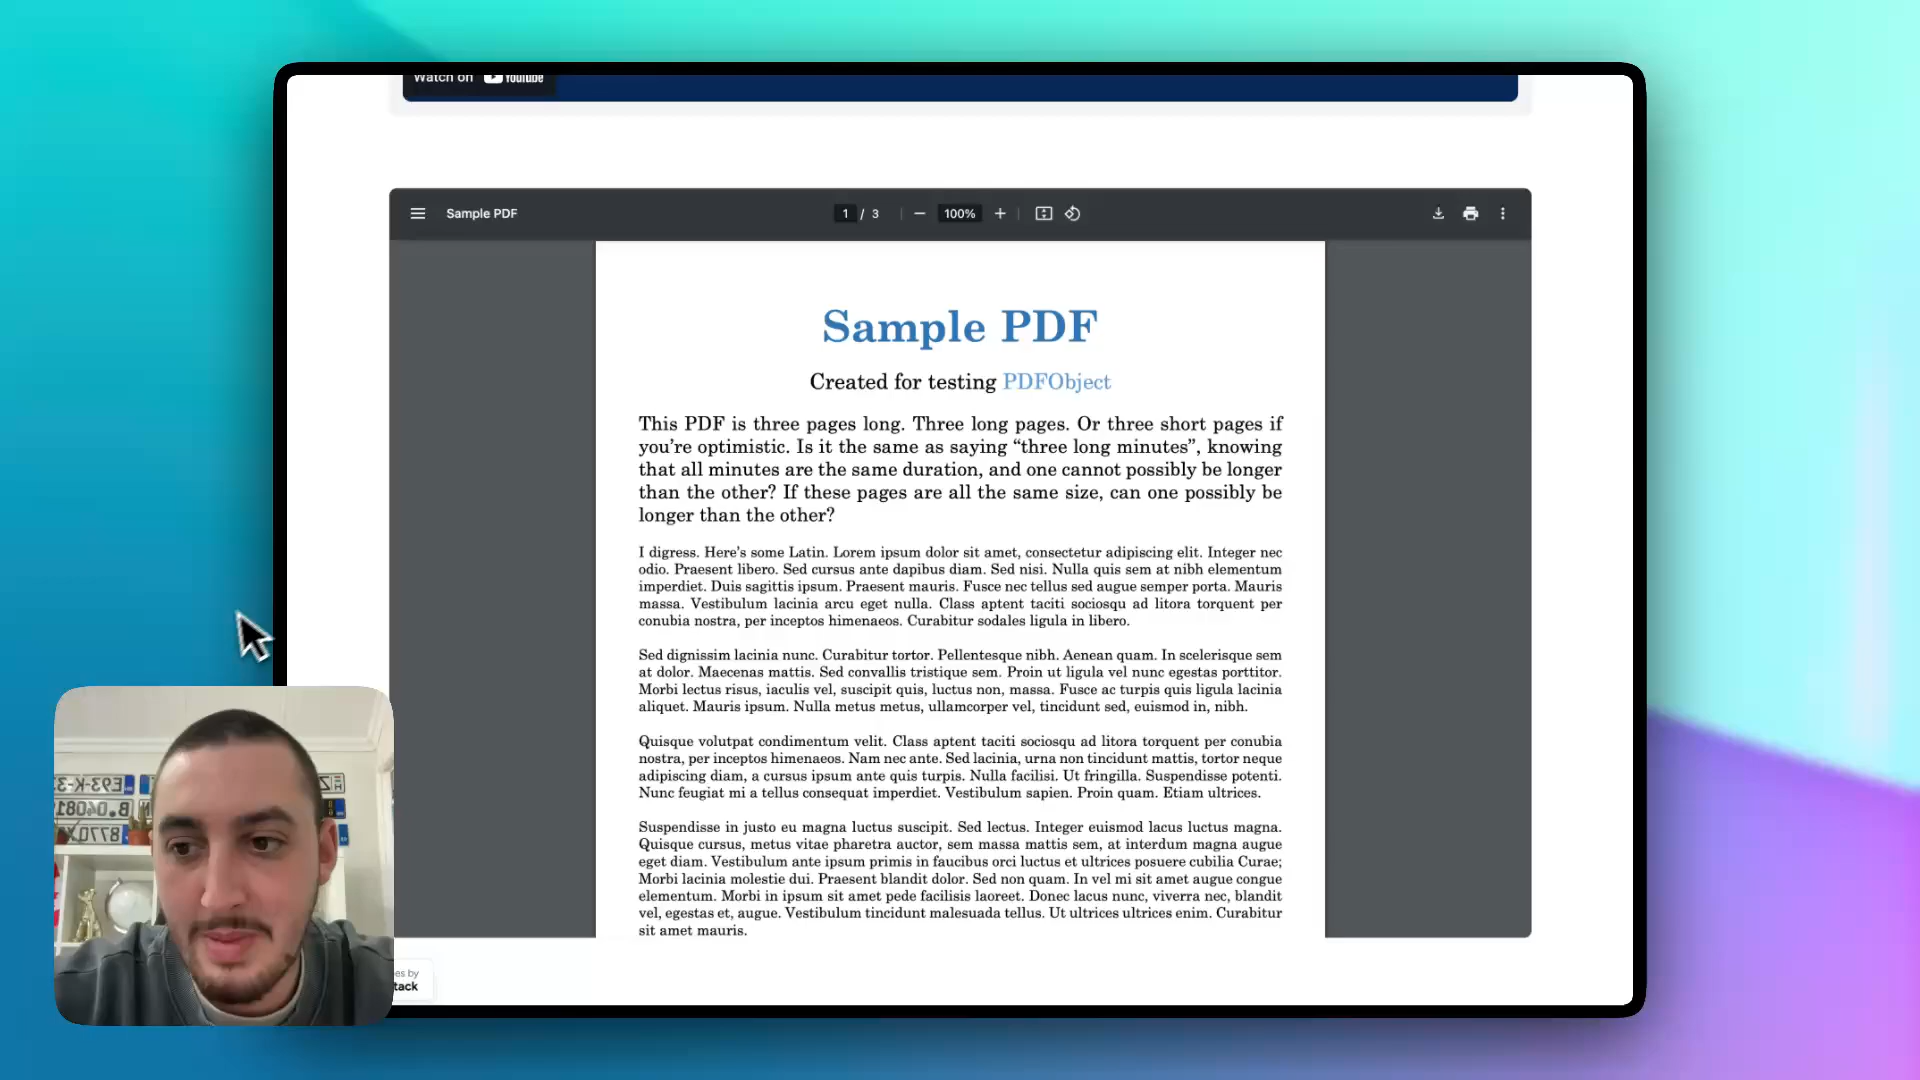 Watch on YouTube
Sample PDF
1 / 3
100%
Sample PDF
Created for testing PDFObject
This PDF is three pages long. Three long pages. Or three short pages if
you're optimistic. Is it the same as saying “three long minutes”, knowing
that all minutes are the same duration, and one cannot possibly be longer
than the other? If these pages are all the same size, can one possibly be
longer than the other?
I digress. Here's some Latin. Lorem ipsum dolor sit amet, consectetur adipiscing elit. Integer nec
odio. Praesent libero. Sed cursus ante dapibus diam. Sed nisi. Nulla quis sem at nibh elementum
imperdiet. Duis sagittis ipsum. Praesent mauris. Fusce nec tellus sed augue semper porta. Mauris
massa. Vestibulum lacinia arcu eget nulla. Class aptent taciti sociosqu ad litora torquent per
conubia nostra, per inceptos himenaeos. Curabitur sodales ligula in libero.
Sed dignissim lacinia nunc. Curabitur tortor. Pellentesque nibh. Aenean quam. In scelerisque sem
at dolor. Maecenas mattis. Sed convallis tristique sem. Proin ut ligula vel nunc egestas porttitor.
Morbi lectus risus, iaculis vel, suscipit quis, luctus non, massa. Fusce ac turpis quis ligula lacinia
aliquet. Mauris ipsum. Nulla metus metus, ullamcorper vel, tincidunt sed, euismod in, nibh.
Quisque volutpat condimentum velit. Class aptent taciti sociosqu ad litora torquent per conubia
nostra, per inceptos himenaeos. Nam nec ante. Sed lacinia, urna non tincidunt mattis, tortor neque
adipiscing diam, a cursus ipsum ante quis turpis. Nulla facilisi. Ut fringilla. Suspendisse potenti.
Nunc feugiat mi a tellus consequat imperdiet. Vestibulum sapien. Proin quam. Etiam ultrices.
Suspendisse in justo eu magna luctus suscipit. Sed lectus. Integer euismod lacus luctus magna.
Quisque cursus, metus vitae pharetra auctor, sem massa mattis sem, at interdum magna augue
eget diam. Vestibulum ante ipsum primis in faucibus orci luctus et ultrices posuere cubilia Curae;
Morbi lacinia molestie dui. Praesent blandit dolor. Sed non quam. In vel mi sit amet augue congue
elementum. Morbi in ipsum sit amet pede facilisis laoreet. Donec lacus nunc, viverra nec, blandit
vel, egestas et, augue. Vestibulum tincidunt malesuada tellus. Ut ultrices ultrices enim. Curabitur
sit amet mauris.
es by
tack